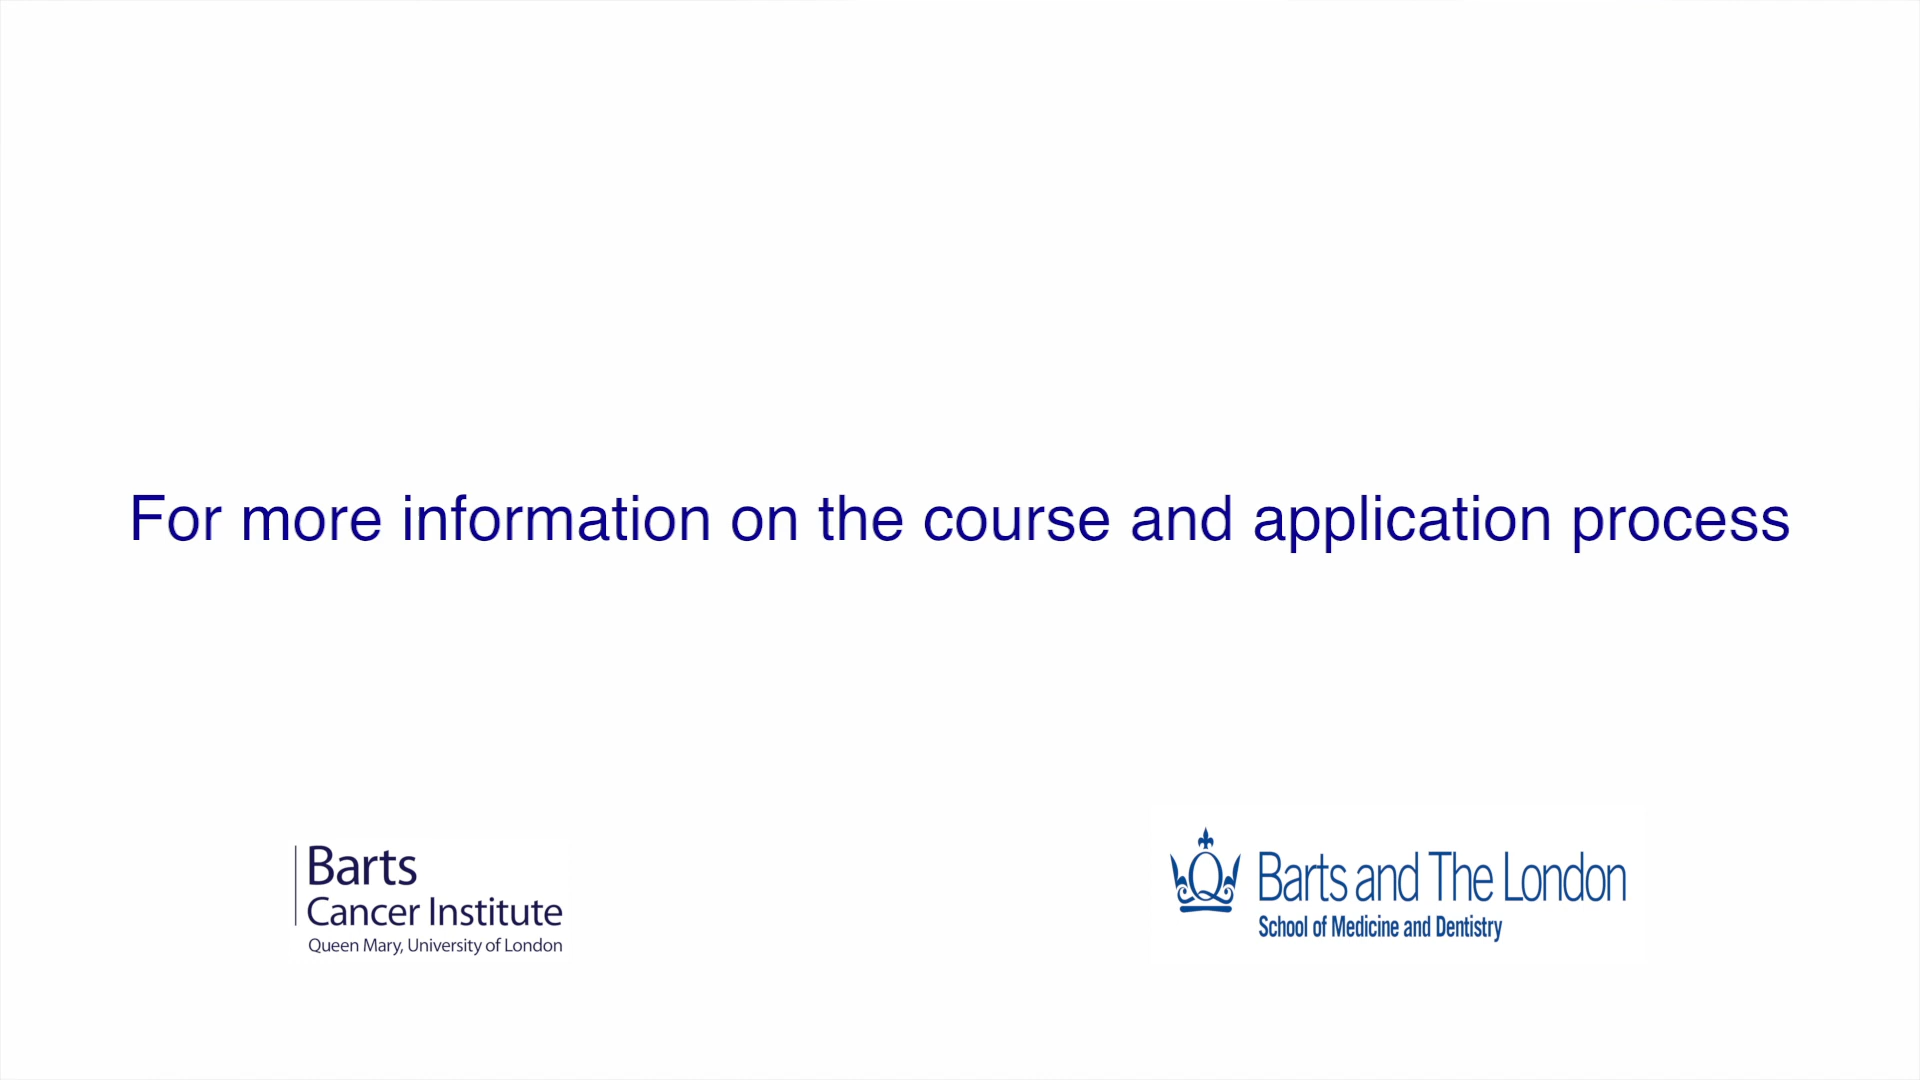 For more information on the course and application process
Barts
Cancer Institute
Queen Mary, University of London
Barts and The London
School of Medicine and Dentistry